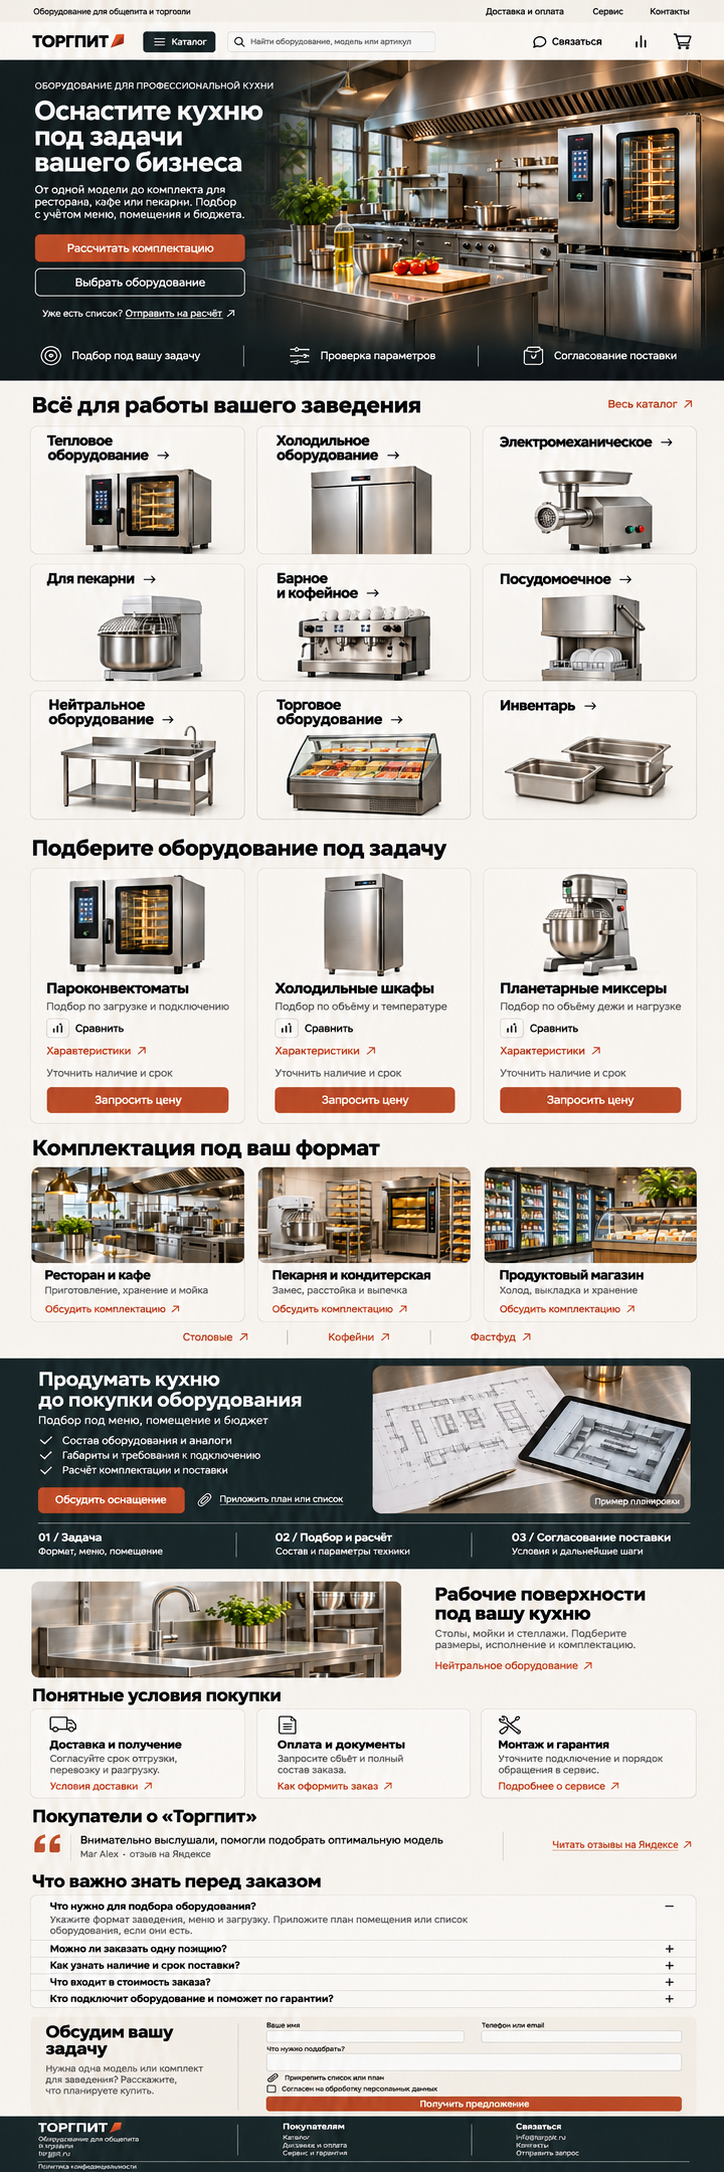 Оборудование для общепита и торговли
Доставка и оплата
Сервис
Контакты
ТОРГПИТ
Каталог
Найти оборудование, модель или артикул
Связаться
ОБОРУДОВАНИЕ ДЛЯ ПРОФЕССИОНАЛЬНОЙ КУХНИ
Оснастите кухню
под задачи
вашего бизнеса
От одной модели до комплекта для
ресторана, кафе или пекарни. Подбор
с учётом меню, помещения и бюджета.
Рассчитать комплектацию
Выбрать оборудование
Уже есть список? Отправить на расчёт ↗
Подбор под вашу задачу
Проверка параметров
Согласование поставки
Всё для работы вашего заведения
Весь каталог ↗
Тепловое
оборудование →
Холодильное
оборудование →
Электромеханическое →
Для пекарни →
Барное
и кофейное →
Посудомоечное →
Нейтральное
оборудование →
Торговое
оборудование →
Инвентарь →
Подберите оборудование под задачу
Пароконвектоматы
Подбор по загрузке и подключению
Сравнить
Характеристики ↗
Уточнить наличие и срок
Запросить цену
Холодильные шкафы
Подбор по объёму и температуре
Сравнить
Характеристики ↗
Уточнить наличие и срок
Запросить цену
Планетарные миксеры
Подбор по объёму дежи и нагрузке
Сравнить
Характеристики ↗
Уточнить наличие и срок
Запросить цену
Комплектация под ваш формат
Ресторан и кафе
Приготовление, хранение и мойка
Обсудить комплектацию ↗
Пекарня и кондитерская
Замес, расстойка и выпечка
Обсудить комплектацию ↗
Продуктовый магазин
Холод, выкладка и хранение
Обсудить комплектацию ↗
Столовые ↗
Кофейни ↗
Фастфуд ↗
Продумать кухню
до покупки оборудования
Подбор под меню, помещение и бюджет
Состав оборудования и аналоги
Габариты и требования к подключению
Расчёт комплектации и поставки
Обсудить оснащение
Приложить план или список
Пример планировки
01 / Задача
Формат, меню, помещение
02 / Подбор и расчёт
Состав и параметры техники
03 / Согласование поставки
Условия и дальнейшие шаги
Рабочие поверхности
под вашу кухню
Столы, мойки и стеллажи. Подберите
размеры, исполнение и комплектацию.
Нейтральное оборудование ↗
Понятные условия покупки
Доставка и получение
Согласуйте срок отгрузки,
перевозку и разгрузку.
Условия доставки ↗
Оплата и документы
Запросите объёт и полный
состав заказа.
Как оформить заказ ↗
Монтаж и гарантия
Уточните подключение и порядок
обращения в сервис.
Подробнее о сервисе ↗
Покупатели о «Торгпит»
Внимательно выслушали, помогли подобрать оптимальную модель
Mar Alex • отзыв на Яндексе
Читать отзывы на Яндексе ↗
Что важно знать перед заказом
Что нужно для подбора оборудования?
Укажите формат заведения, меню и загрузку. Приложите план помещения или список
оборудования, если они есть.
Можно ли заказать одну позицию?
Как узнать наличие и срок поставки?
Что входит в стоимость заказа?
Кто подключит оборудование и поможет по гарантии?
Обсудим вашу
задачу
Нужна одна модель или комплект
для заведения? Расскажите,
что планируете купить.
Ваше имя
Телефон или email
Что нужно подобрать?
Прикрепить список или план
Согласен на обработку персональных данных
Получить предложение
ТОРГПИТ
Оборудование для общепита
Покупателям
Каталог
Сервис и гарантия
Связаться
info@torgpit.ru
Контакты
Отправить запрос
Политика конфиденциальности